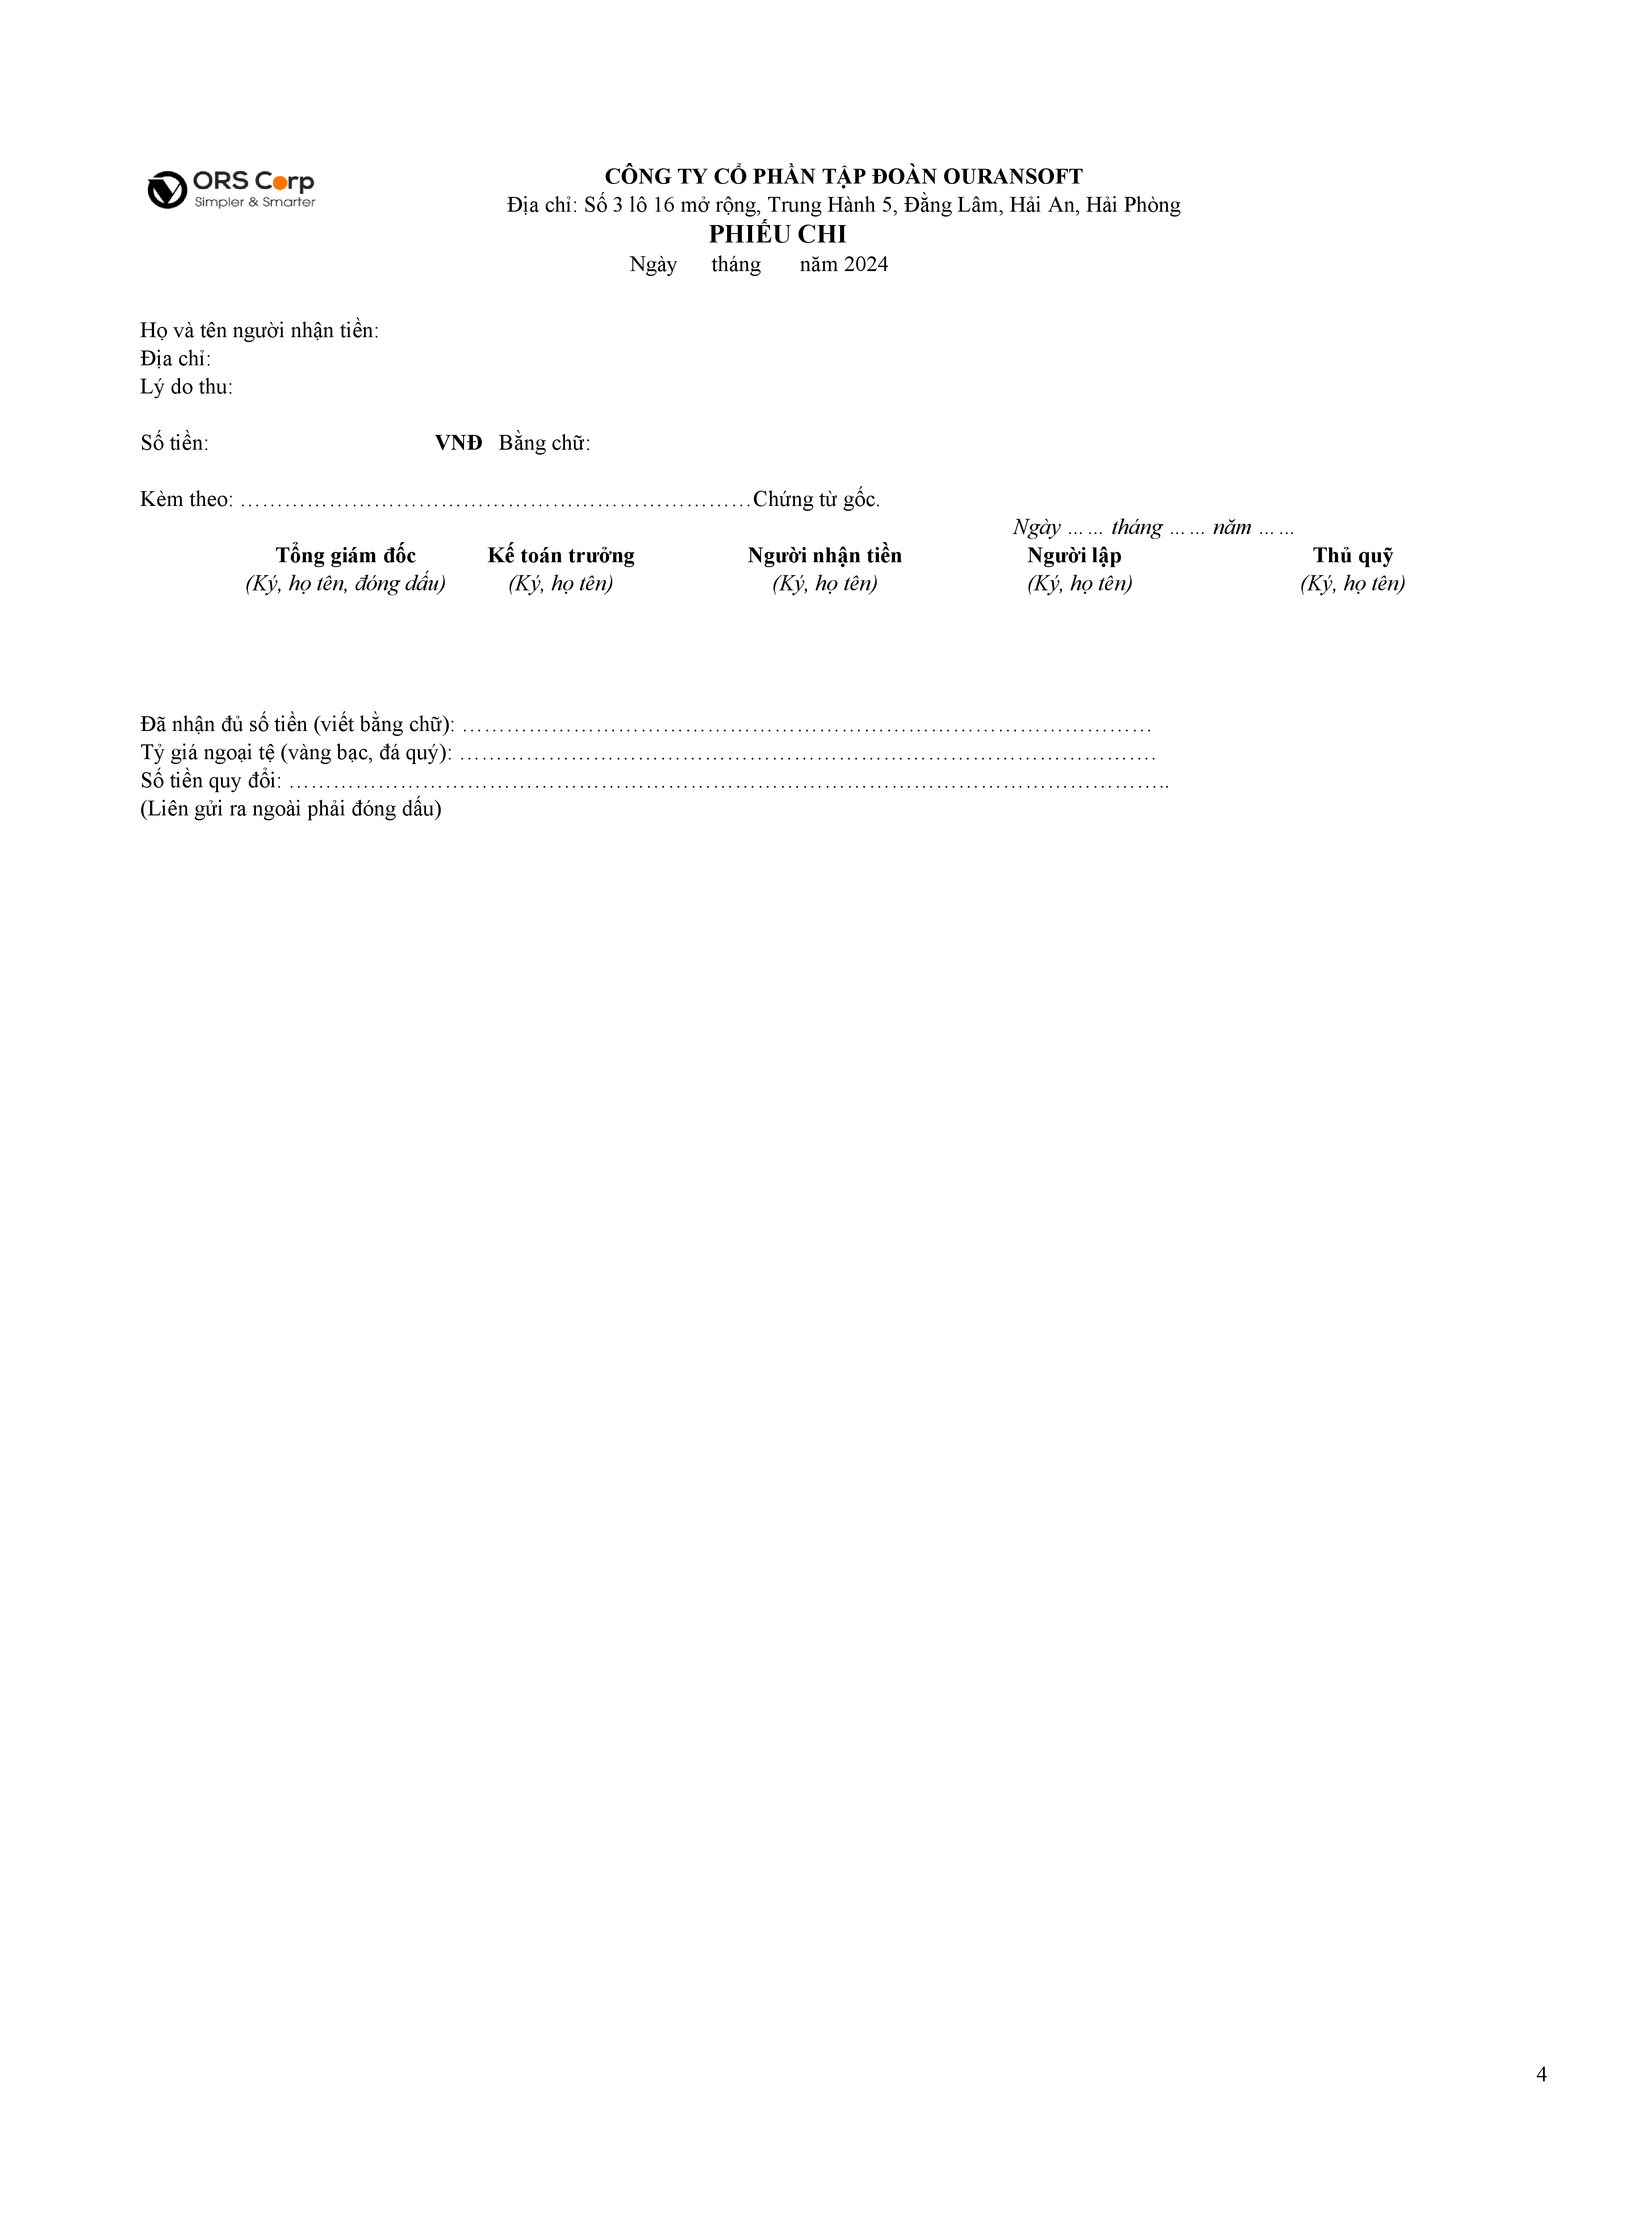 ORS Corp
Simpler & Smarter
CÔNG TY CỔ PHẦN TẬP ĐOÀN OURANSOFT
Địa chỉ: Số 3 lô 16 mở rộng, Trung Hành 5, Đằng Lâm, Hải An, Hải Phòng
PHIẾU CHI
Ngày tháng năm 2024
Họ và tên người nhận tiền:
Địa chỉ:
Lý do thu:
Số tiền: VNĐ Bằng chữ:
Kèm theo: ……………………………………………………………Chứng từ gốc.
Ngày …… tháng …… năm ……
Tổng giám đốc Kế toán trưởng Người nhận tiền Người lập Thủ quỹ
(Ký, họ tên, đóng dấu) (Ký, họ tên) (Ký, họ tên) (Ký, họ tên) (Ký, họ tên)
Đã nhận đủ số tiền (viết bằng chữ): …………………………………………………………………………………
Tỷ giá ngoại tệ (vàng bạc, đá quý): ………………………………………………………………………………….
Số tiền quy đổi: ………………………………………………………………………………………………………..
(Liên gửi ra ngoài phải đóng dấu)
4